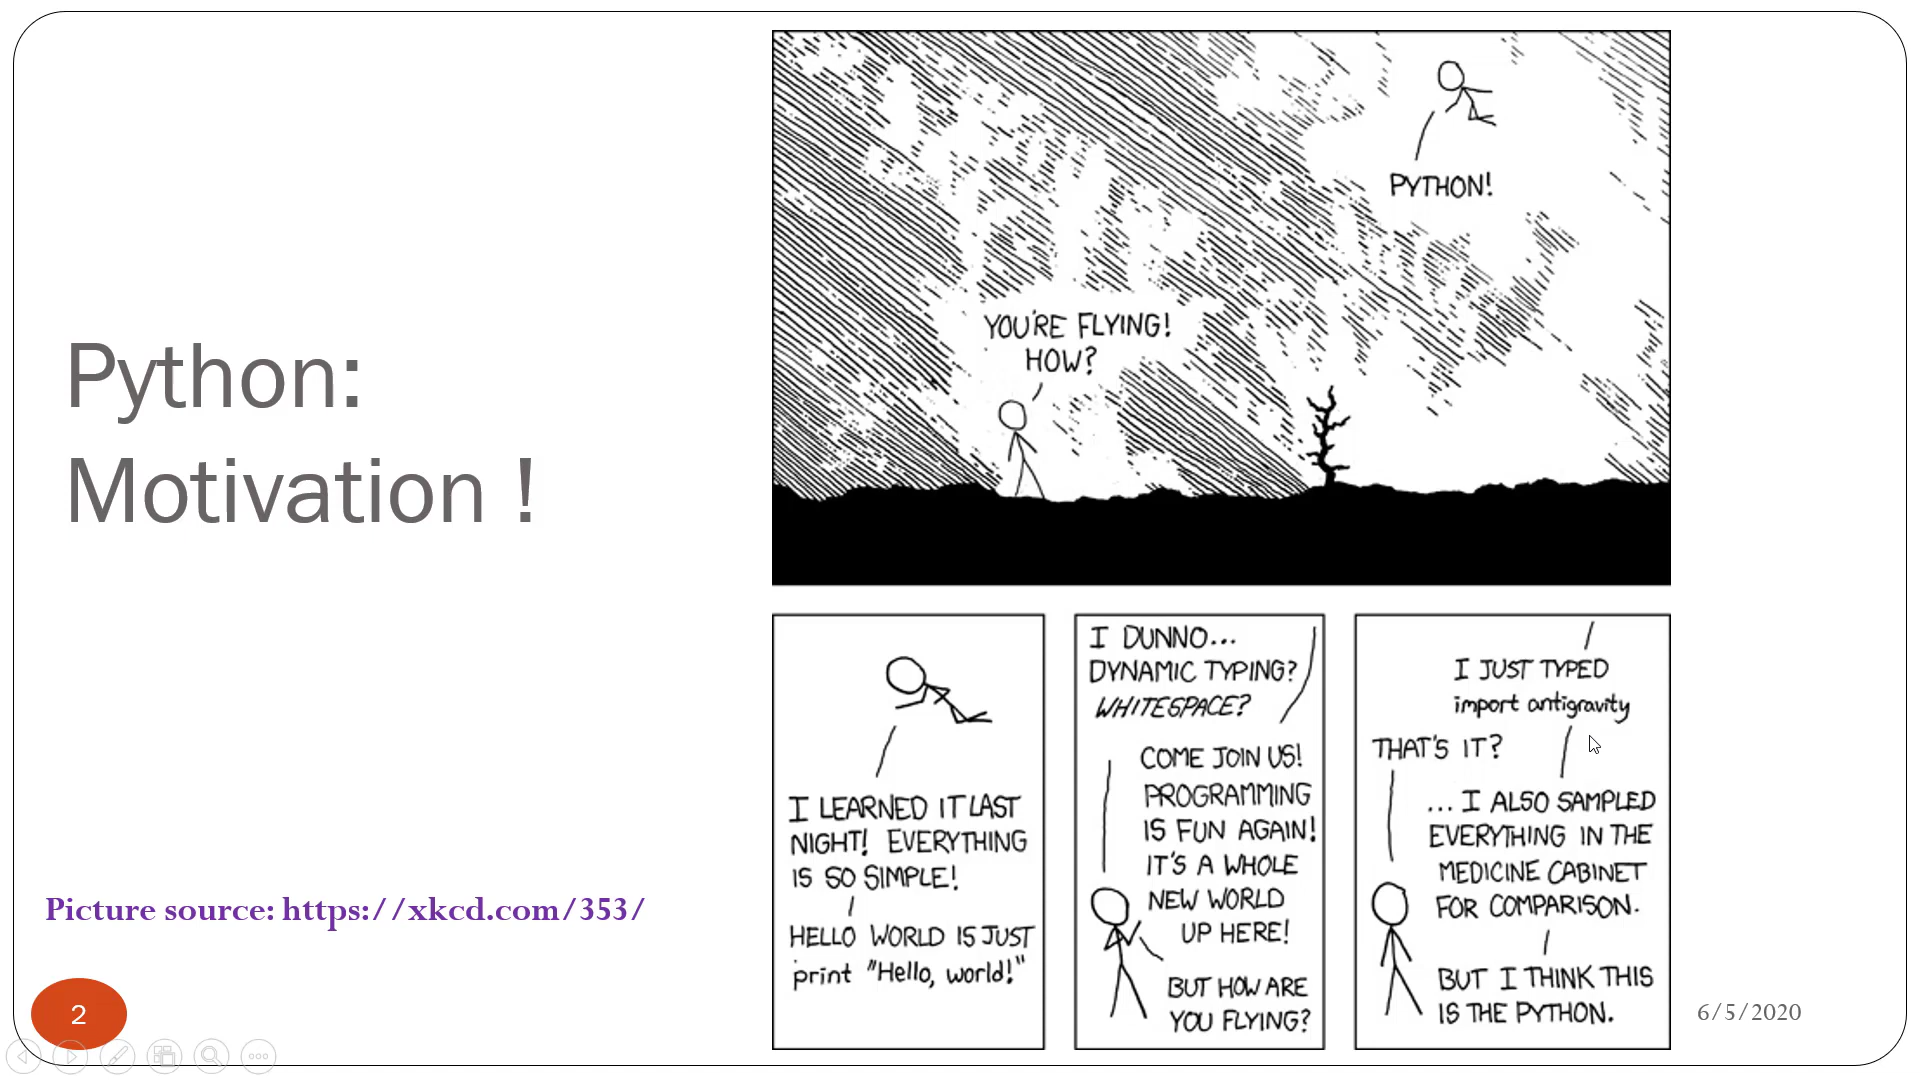 Python:
Motivation !
Picture source: https://xkcd.com/353/
2
PYTHON!
YOU'RE FLYING!
HOW?
I LEARNED IT LAST
NIGHT! EVERYTHING
IS SO SIMPLE!
HELLO WORLD IS JUST
print "Hello, world!"
I DUNNO...
DYNAMIC TYPING?
WHITESPACE?
COME JOIN US!
PROGRAMMING
IS FUN AGAIN!
IT'S A WHOLE
NEW WORLD
UP HERE!
BUT HOW ARE
YOU FLYING?
I JUST TYPED
import antigravity
THAT'S IT?
... I ALSO SAMPLED
EVERYTHING IN THE
MEDICINE CABINET
FOR COMPARISON.
BUT I THINK THIS
IS THE PYTHON.
6/5/2020